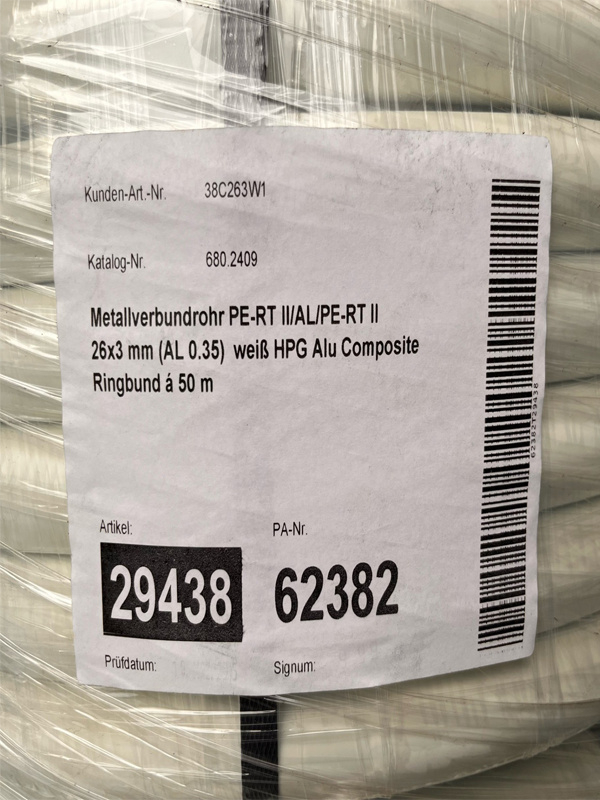 Kunden-Art.-Nr. 38C263W1
Katalog-Nr. 680.2409
Metallverbundrohr PE-RT II/AL/PE-RT II
26x3 mm (AL 0.35) weiß HPG Alu Composite
Ringbund á 50 m
Artikel: PA-Nr.
29438 62382
Prüfdatum: Signum:
62382T29438